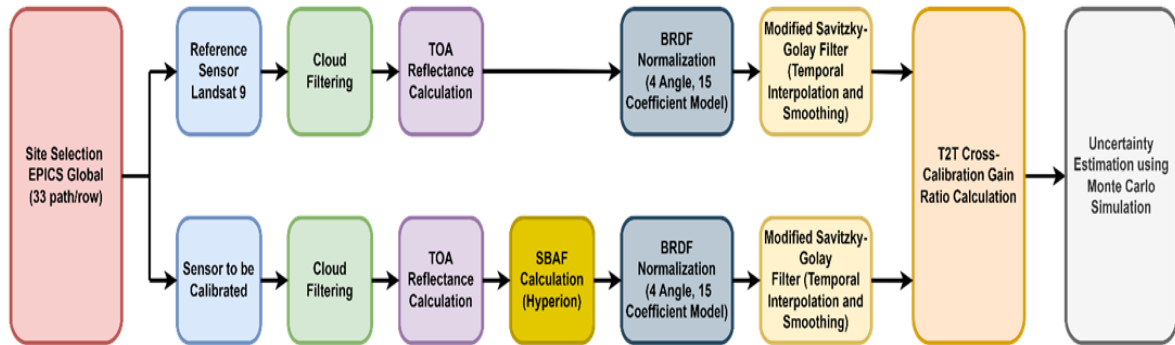 Site Selection
EPICS Global
(33 path/row)
Reference
Sensor
Landsat 9
Cloud
Filtering
TOA
Reflectance
Calculation
BRDF
Normalization
(4 Angle, 15
Coefficient Model)
Modified Savitzky-
Golay Filter
(Temporal
Interpolation and
Smoothing)
Sensor to be
Calibrated
Cloud
Filtering
TOA
Reflectance
Calculation
SBAF
Calculation
(Hyperion)
BRDF
Normalization
(4 Angle, 15
Coefficient Model)
Modified Savitzky-
Golay
Filter (Temporal
Interpolation and
Smoothing)
T2T Cross-
Calibration Gain
Ratio Calculation
Uncertainty
Estimation using
Monte Carlo
Simulation